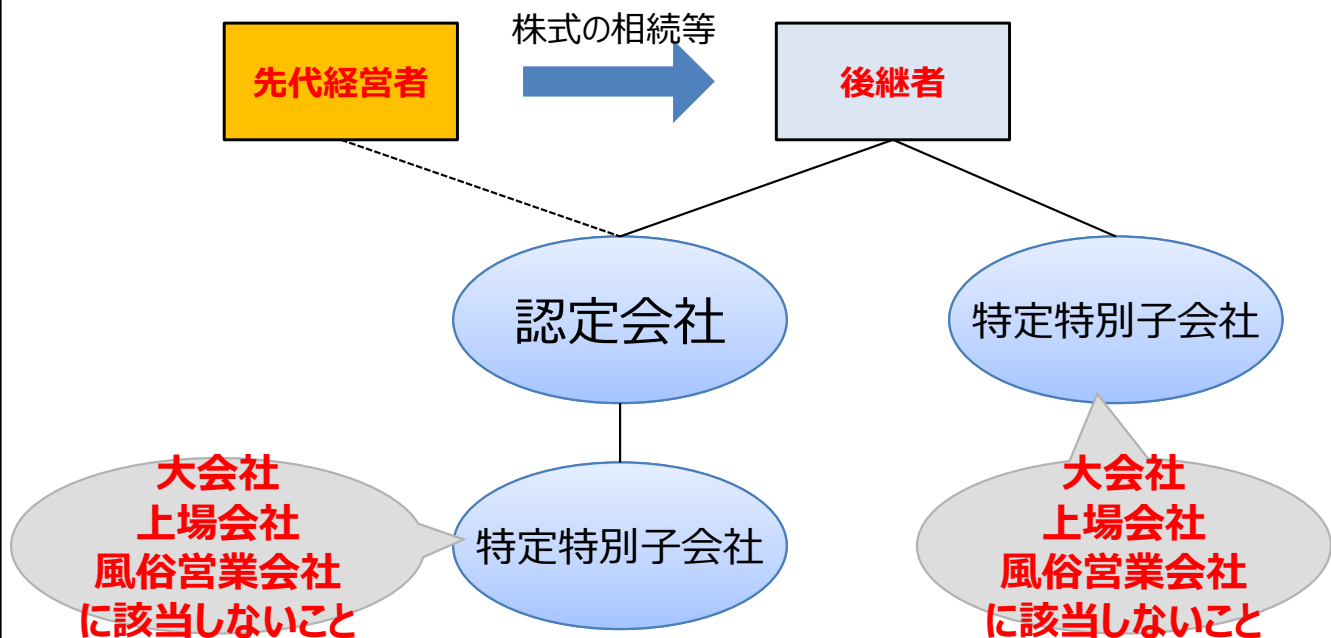 株式の相続等
先代経営者
後継者
認定会社
特定特別子会社
大会社
上場会社
風俗営業会社
に該当しないこと
特定特別子会社
大会社
上場会社
風俗営業会社
に該当しないこと